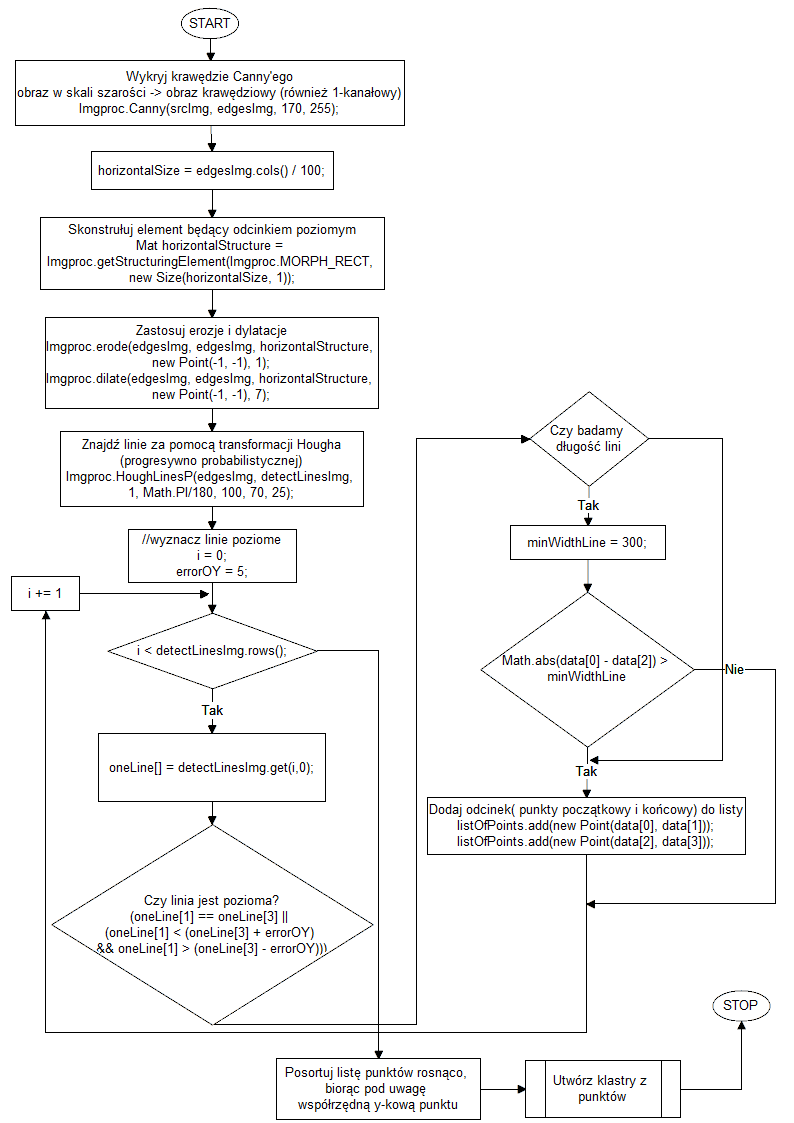 START
Wykryj krawędzie Canny'ego
obraz w skali szarości -> obraz krawędziowy (również 1-kanałowy)
Imgproc.Canny(srcImg, edgesImg, 170, 255);
horizontalSize = edgesImg.cols() / 100;
Skonstrułuj element będący odcinkiem poziomym
Mat horizontalStructure =
Imgproc.getStructuringElement(Imgproc.MORPH_RECT,
new Size(horizontalSize, 1));
Zastosuj erozje i dylatacje
Imgproc.erode(edgesImg, edgesImg, horizontalStructure,
new Point(-1, -1), 1);
Imgproc.dilate(edgesImg, edgesImg, horizontalStructure,
new Point(-1, -1), 7);
Znajdź linie za pomocą transformacji Hougha
(progresywno probabilistycznej)
Imgproc.HoughLinesP(edgesImg, detectLinesImg,
1, Math.PI/180, 100, 70, 25);
//wyznacz linie poziome
i = 0;
errorOY = 5;
i += 1
i < detectLinesImg.rows();
Tak
oneLine[] = detectLinesImg.get(i,0);
Czy linia jest pozioma?
(oneLine[1] == oneLine[3] ||
(oneLine[1] < (oneLine[3] + errorOY)
&& oneLine[1] > (oneLine[3] - errorOY)))
Czy badamy
długość lini
Tak
minWidthLine = 300;
Math.abs(data[0] - data[2]) >
minWidthLine
Nie
Tak
Dodaj odcinek( punkty początkowy i końcowy) do listy
listOfPoints.add(new Point(data[0], data[1]));
listOfPoints.add(new Point(data[2], data[3]));
Posortuj listę punktów rosnąco,
biorąc pod uwagę
współrzędną y-kową punktu
Utwórz klastry z
punktów
STOP